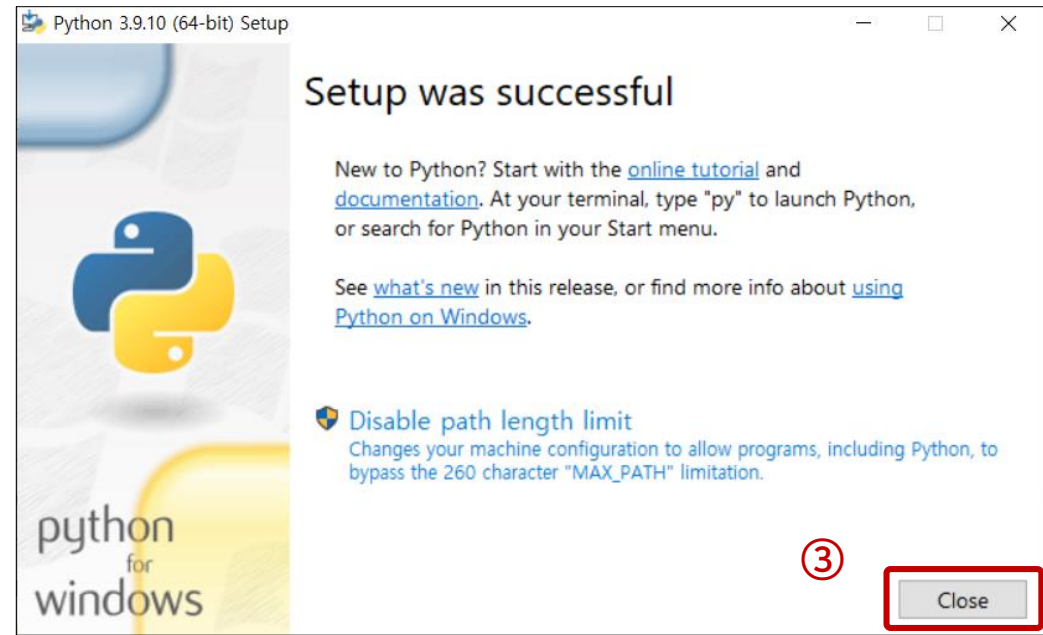 Python 3.9.10 (64-bit) Setup
Setup was successful
New to Python? Start with the online tutorial and
documentation. At your terminal, type "py" to launch Python,
or search for Python in your Start menu.
See what's new in this release, or find more info about using
Python on Windows.
Disable path length limit
Changes your machine configuration to allow programs, including Python, to
bypass the 260 character "MAX_PATH" limitation.
python
for
windows
③
Close